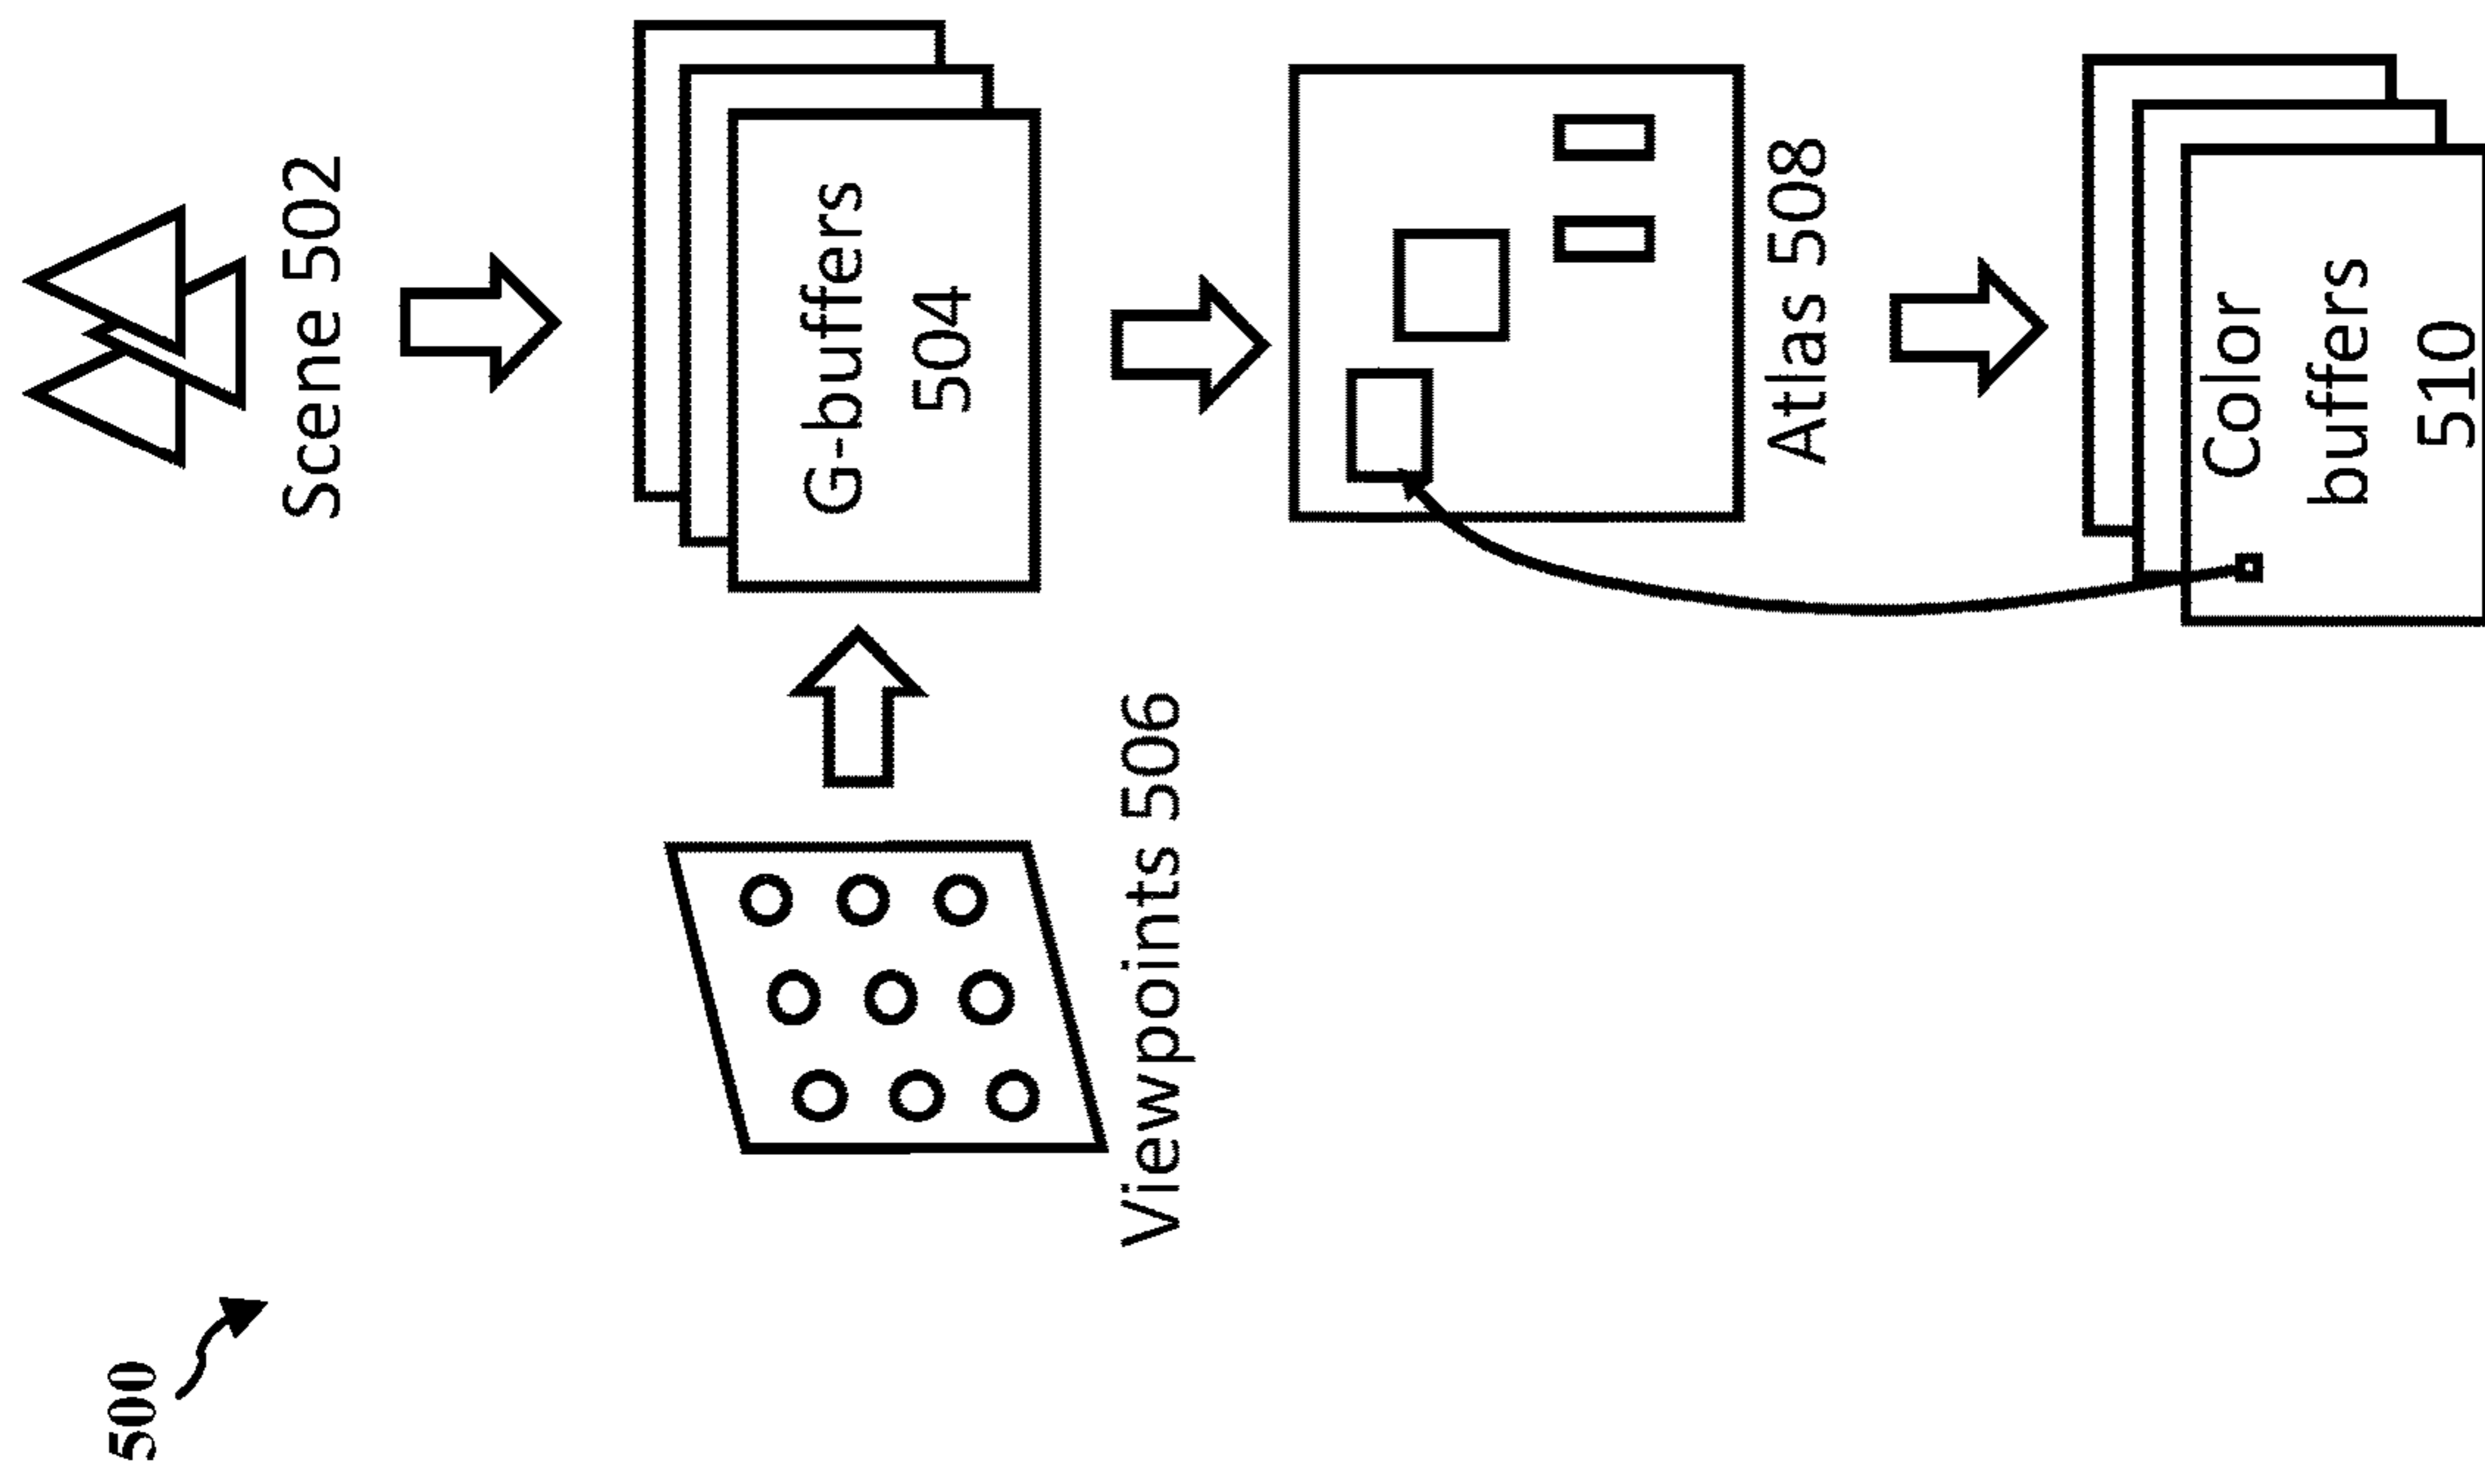 500
Scene 502
Viewpoints 506
G-buffers
504
Atlas 508
Color
buffers
510